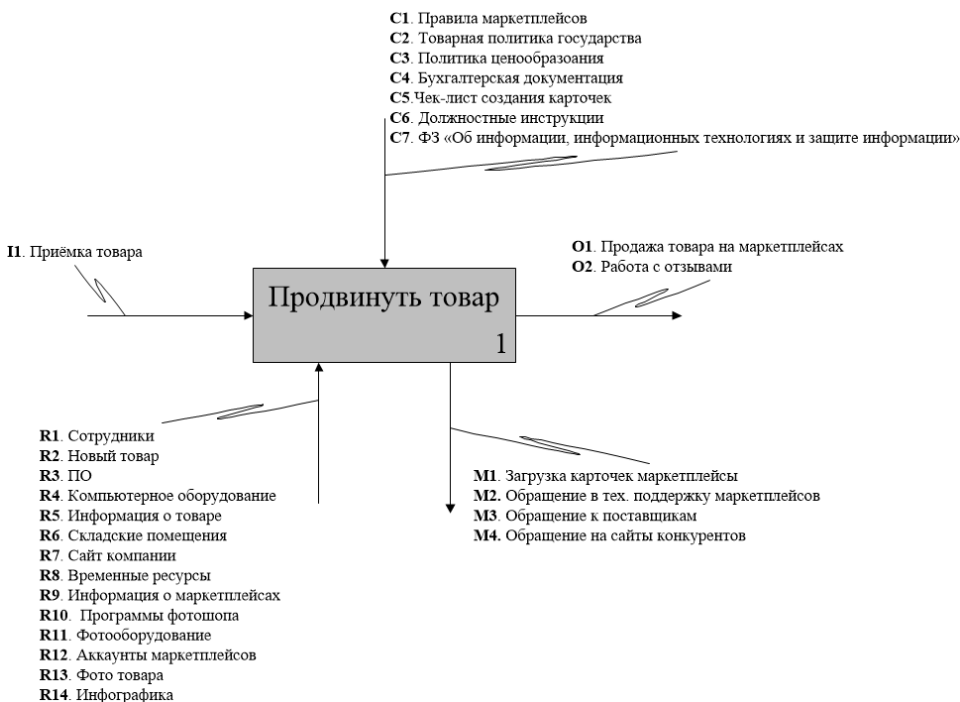 C1. Правила маркетплейсов
C2. Товарная политика государства
C3. Политика ценообразоания
C4. Бухгалтерская документация
C5.Чек-лист создания карточек
C6. Должностные инструкции
C7. ФЗ «Об информации, информационных технологиях и защите информации»
I1. Приёмка товара
O1. Продажа товара на маркетплейсах
O2. Работа с отзывами
Продвинуть товар
1
R1. Сотрудники
R2. Новый товар
R3. ПО
R4. Компьютерное оборудование
R5. Информация о товаре
R6. Складские помещения
R7. Сайт компании
R8. Временные ресурсы
R9. Информация о маркетплейсах
R10. Программы фотошопа
R11. Фотооборудование
R12. Аккаунты маркетплейсов
R13. Фото товара
R14. Инфографика
M1. Загрузка карточек маркетплейсы
M2. Обращение в тех. поддержку маркетплейсов
M3. Обращение к поставщикам
M4. Обращение на сайты конкурентов